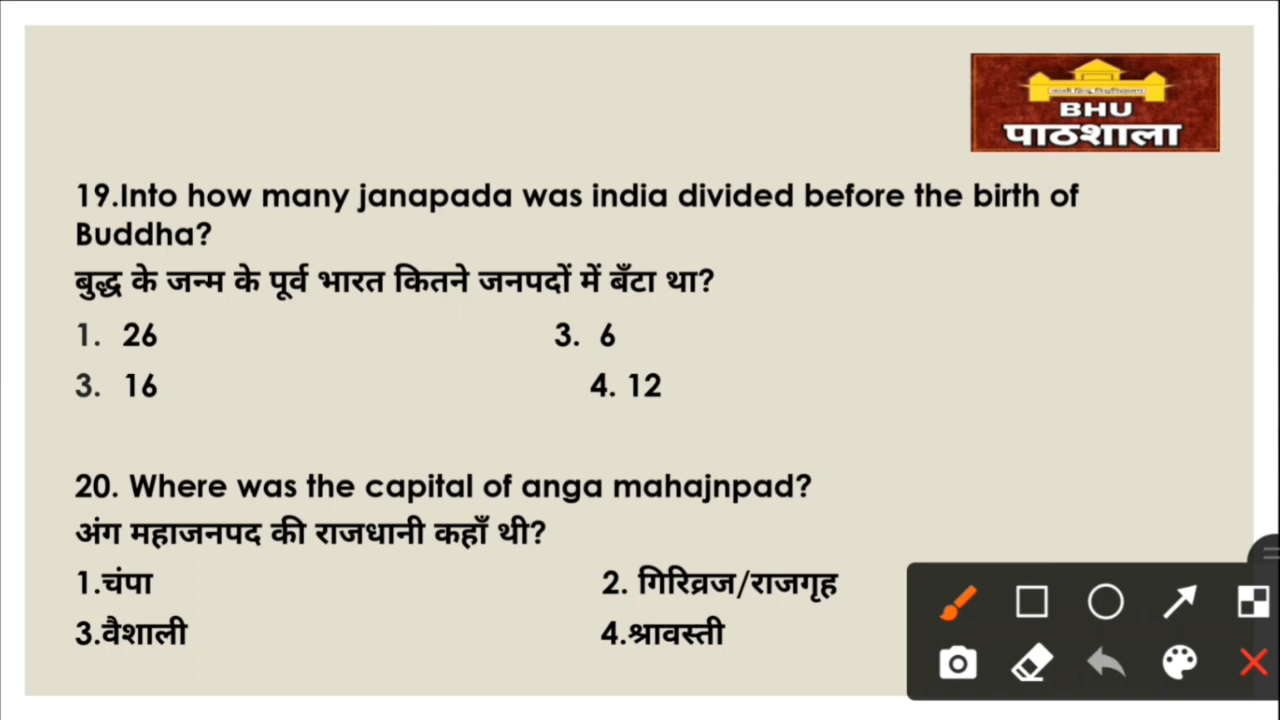 BHU
पाठशाला
19.Into how many janapada was india divided before the birth of
Buddha?
बुद्ध के जन्म के पूर्व भारत कितने जनपदों में बँटा था?
1. 26 3. 6
3. 16 4. 12
20. Where was the capital of anga mahajnpad?
अंग महाजनपद की राजधानी कहाँ थी?
1.चंपा 2. गिरिव्रज/राजगृह
3.वैशाली 4.श्रावस्ती